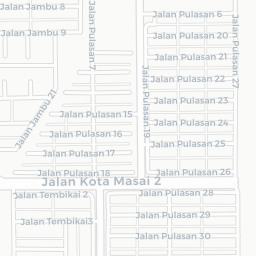 Jalan Jambu 8
Jalan Jambu 9
Jalan Pulasan 7
Jalan Pulasan 6
Jalan Pulasan 20
Jalan Pulasan 21
Jalan Pulasan 22
Jalan Pulasan 23
Jalan Pulasan 24
Jalan Pulasan 25
Jalan Pulasan 26
Jalan Pulasan 27
Jalan Pulasan 19
Jalan Jambu 21
Jalan Pulasan 15
Jalan Pulasan 16
Jalan Pulasan 17
Jalan Pulasan 18
Jalan Kota Masai 2
Jalan Tembikai 2
Jalan Tembikai3
Jalan Pulasan 28
Jalan Pulasan 29
Jalan Pulasan 30